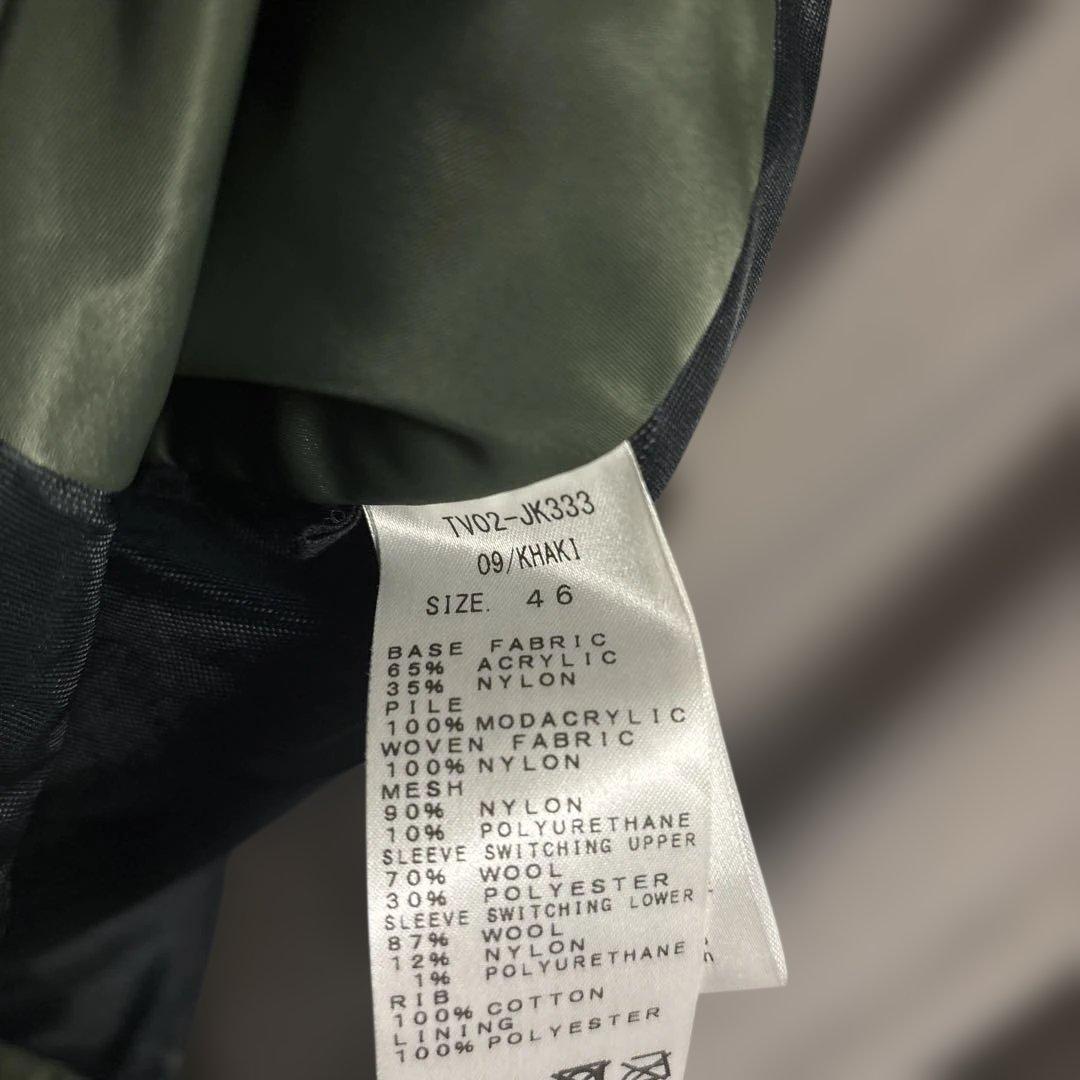 TV02-JK333
09/KHAKI
SIZE. 46
BASE FABRIC
65% ACRYLIC
35% NYLON
PILE
100% MODACRYLIC
WOVEN FABRIC
100% NYLON
MESH
90% NYLON
10% POLYURETHANE
SLEEVE SWITCHING UPPER
70% WOOL
30% POLYESTER
SLEEVE SWITCHING LOWER
87% WOOL
12% NYLON
1% POLYURETHANE
RIB
100% COTTON
LINING
100% POLYESTER